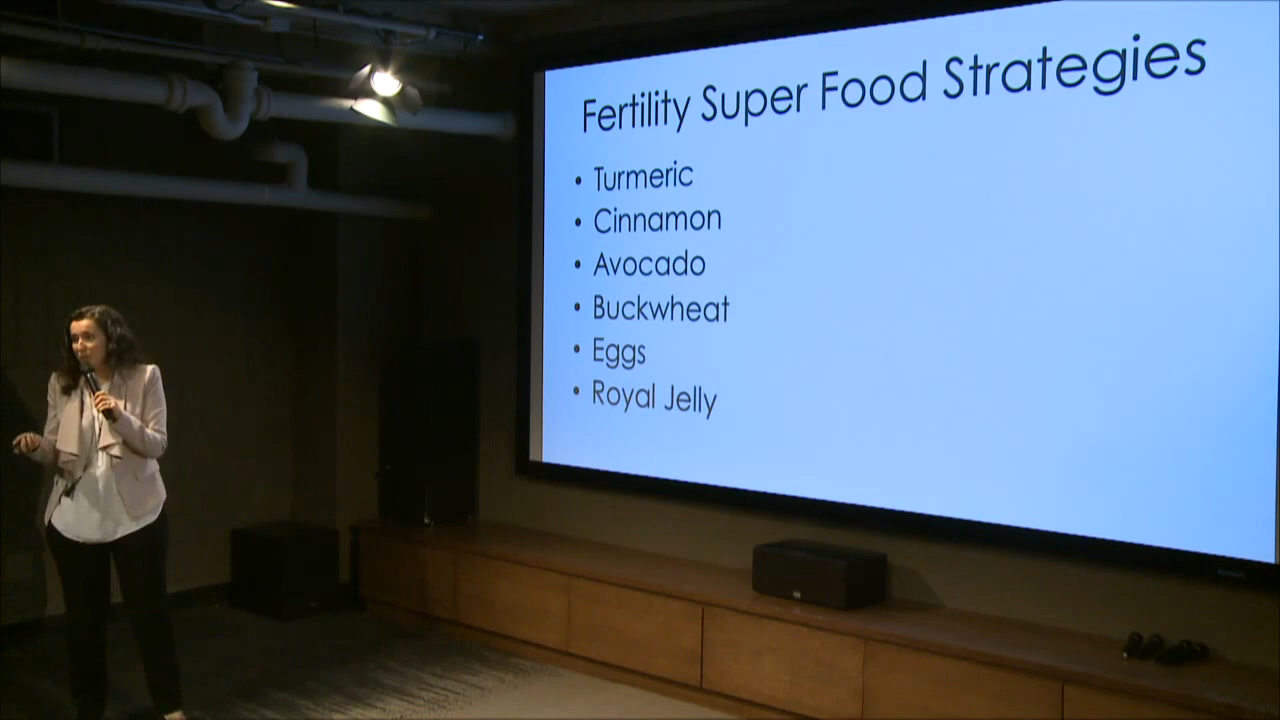 Fertility Super Food Strategies
• Turmeric
• Cinnamon
• Avocado
• Buckwheat
• Eggs
• Royal Jelly